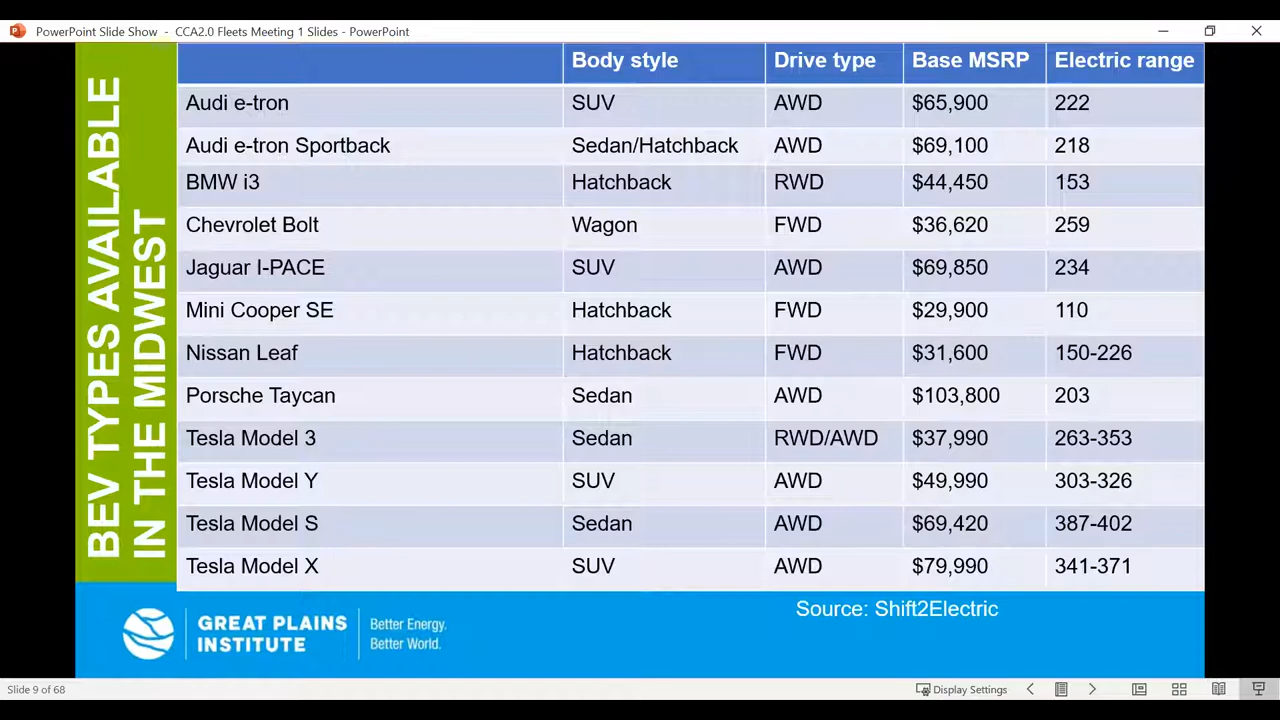 PowerPoint Slide Show - CCA2.0 Fleets Meeting 1 Slides - PowerPoint
BEV TYPES AVAILABLE
IN THE MIDWEST
Body style Drive type Base MSRP Electric range
Audi e-tron SUV AWD $65,900 222
Audi e-tron Sportback Sedan/Hatchback AWD $69,100 218
BMW i3 Hatchback RWD $44,450 153
Chevrolet Bolt Wagon FWD $36,620 259
Jaguar I-PACE SUV AWD $69,850 234
Mini Cooper SE Hatchback FWD $29,900 110
Nissan Leaf Hatchback FWD $31,600 150-226
Porsche Taycan Sedan AWD $103,800 203
Tesla Model 3 Sedan RWD/AWD $37,990 263-353
Tesla Model Y SUV AWD $49,990 303-326
Tesla Model S Sedan AWD $69,420 387-402
Tesla Model X SUV AWD $79,990 341-371
Source: Shift2Electric
GREAT PLAINS
INSTITUTE
Better Energy.
Better World.
Slide 9 of 68
Display Settings